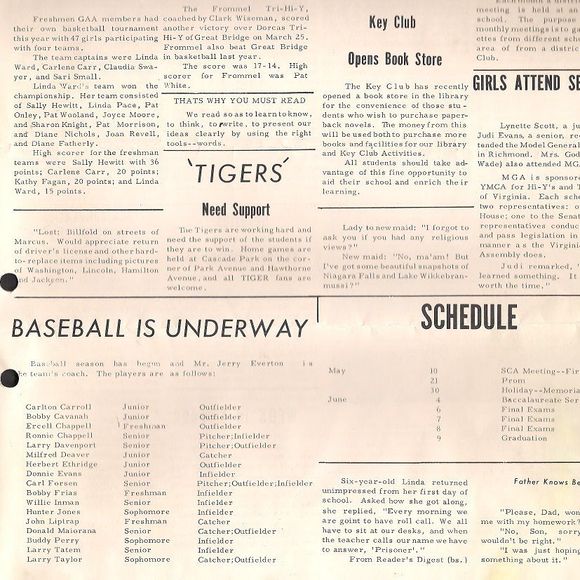 Freshmen GAA members had
their own basketball tournament
this year with 47 girls participating
with four teams.
The team captains were Linda
Ward, Carlene Carr, Claudia Swa-
yer, and Sari Small.
Linda Ward's team won the
championship. Her team consisted
of Sally Hewitt, Linda Pace, Pat
Onley, Pat Wooland, Joyce Moore,
and Sharon Knight, Pat Morrison,
and Diane Nichols, Joan Revell,
and Diane Fatherly.
High scorer for the freshman
teams were Sally Hewitt with 36
points; Carlene Carr, 20 points;
Kathy Fagan, 20 points; and Linda
Ward, 15 points.
"Lost: Billfold on streets of
Marcus. Would appreciate return
of driver's license and other hard-
to-replace items including pictures
of Washington, Lincoln, Hamilton
and Jackson."
The Frommel Tri-Hi-Y,
coached by Clark Wiseman, scored
another victory over Dorcas Tri-
Hi-Y of Great Bridge on March 25.
Frommel also beat Great Bridge
in basketball last year.
The score was 17-14. High
scorer for Frommel was Pat
White.
THATS WHY YOU MUST READ
We read so as to learn to know,
to think, to write, to present our
ideas clearly by using the right
tools--words.
'TIGERS'
Need Support
The Tigers are working hard and
need the support of the students if
they are to win. Home games are
held at Cascade Park on the cor-
ner of Park Avenue and Hawthorne
Avenue, and all TIGER fans are
welcome.
Key Club
Opens Book Store
The Key Club has recently
opened a book store in the library
for the convenience of those stu-
dents who wish to purchase paper-
back novels. The money from this
will be used both to purchase more
books and facilities for our library
and Key Club Activities.
All students should take ad-
vantage of this fine opportunity to
aid their school and enrich their
learning.
Lady to new maid: "I forgot to
ask you if you had any religious
views?"
New maid: "No, ma'am! But
I've got some beautiful snapshots of
Niagara Falls and Lake Wikkebran-
mussi?"
meeting is held at an
school. The purpose
monthly meetings is to ga
ettes from different schoo
area of from a district
Club.
GIRLS ATTEND SE
Lynette Scott, a ju
Judi Evans, a senior, rec
tended the Model General
in Richmond. Mrs. God
Wade) also attended MGA
MGA is sponsored
YMCA for Hi-Y's and T
of Virginia. Each sche
two representatives: o
House; one to the Sena
representatives conduct
and pass legislation in
manner as the Virginia
Assembly does.
Judi remarked, "
learned something. It
worth the time."
BASEBALL IS UNDERWAY
Baseball season has begun and Mr. Jerry Everton is
the team's coach. The players are as follows:
Carlton Carroll Junior Outfielder
Bobby Cavanah Junior Outfielder
Ercell Chappell Freshman Outfielder
Ronnie Chappell Senior Pitcher;Infielder
Larry Davenport Senior Pitcher;Outfielder
Milfred Deaver Junior Catcher
Herbert Ethridge Junior Outfielder
Donnie Evans Junior Infielder
Carl Forsen Senior Pitcher;Outfielder;Infielder
Bobby Frias Freshman Infielder
Willie Inman Senior Infielder
Hunter Jones Sophomore Infielder
John Liptrap Freshman Catcher
Donald Maiorana Senior Catcher;Outfielder
Buddy Perry Sophomore Infielder
Larry Tatem Senior Infielder
Larry Taylor Sophomore Catcher;Outfielder
SCHEDULE
May 10 SCA Meeting--Fir
21 Prom
30 Holiday--Memoria
June 4 Baccalaureate Ser
6 Final Exams
7 Final Exams
8 Final Exams
9 Graduation
Six-year-old Linda returned
unimpressed from her first day of
school. Asked how she got along,
she replied, "Every morning we
are going to have roll call. We all
have to sit at our desks, and when
the teacher calls our name we have
to answer, 'Prisoner'."
From Reader's Digest (bs.)
Father Knows Be
"Please, Dad, won
me with my homework?
"No, Son, sorry
wouldn't be right."
"I was just hopin
something about it."